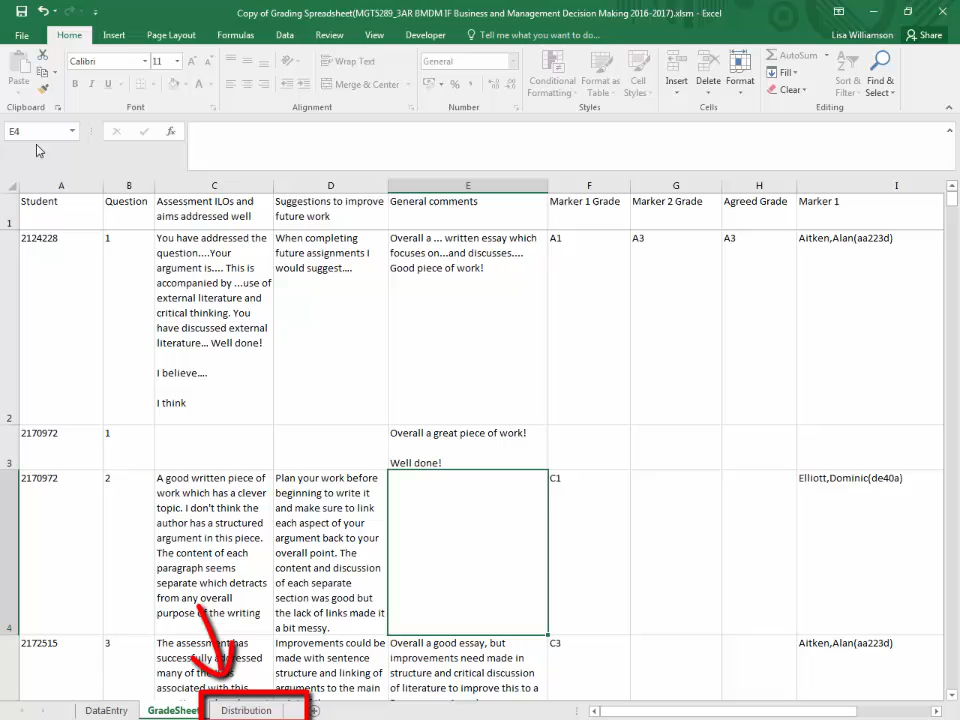 Copy of Grading Spreadsheet(MGT5289_3AR BMDM IF Business and Management Decision Making 2016-2017).xlsm - Excel
File Home Insert Page Layout Formulas Data Review View Developer Tell me what you want to do... Lisa Williamson Share
Paste
Calibri 11
B I U
A
Wrap Text
Merge & Center
General
%
Conditional Formatting
Format as Table
Cell Styles
Insert
Delete
Format
AutoSum
Fill
Clear
Sort & Filter
Find & Select
Clipboard Font Alignment Number Styles Cells Editing
E4
fx
A B C D E F G H I
1
Student
Question
Assessment ILOs and
aims addressed well
Suggestions to improve
future work
General comments
Marker 1 Grade
Marker 2 Grade
Agreed Grade
Marker 1
2
2124228
1
You have addressed the
question....Your
argument is.... This is
accompanied by ...use of
external literature and
critical thinking. You
have discussed external
literature... Well done!
I believe....
I think
When completing
future assignments I
would suggest....
Overall a ... written essay which
focuses on...and discusses....
Good piece of work!
A1
A3
A3
Aitken,Alan(aa223d)
3
2170972
1
Overall a great piece of work!
Well done!
4
2170972
2
A good written piece of
work which has a clever
topic. I don't think the
author has a structured
argument in this piece.
The content of each
paragraph seems
separate which detracts
from any overall
purpose of the writing
Plan your work before
beginning to write it
and make sure to link
each aspect of your
argument back to your
overall point. The
content and discussion
of each separate
section was good but
the lack of links made it
a bit messy.
C1
Elliott,Dominic(de40a)
2172515
3
The assessment has
successfully addressed
many of the
associated with this
Improvements could be
made with sentence
structure and linking of
arguments to the main
Overall a good essay, but
improvements need made in
structure and critical discussion
of literature to improve this to a
C3
Aitken,Alan(aa223d)
DataEntry GradeSheet Distribution